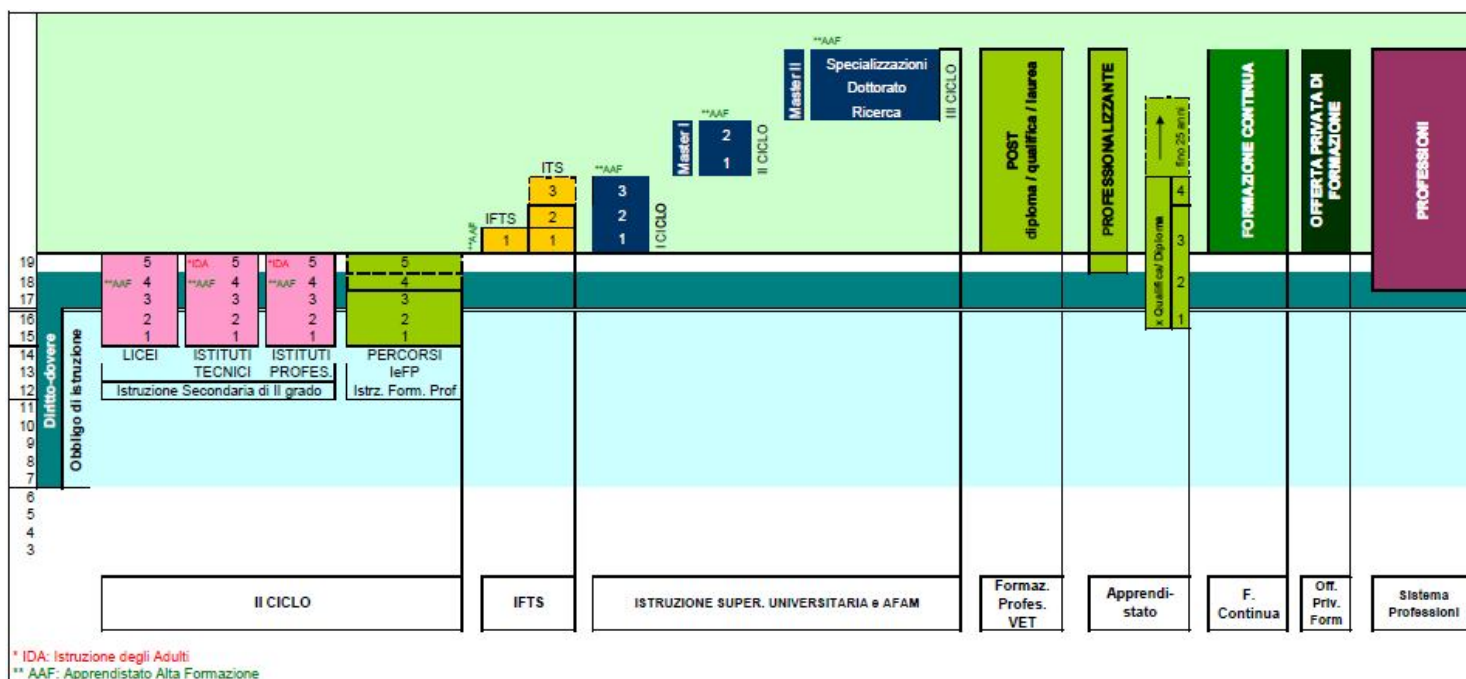 **AAF
Specializzazioni
Dottorato
Ricerca
Master II
III CICLO
**AAF
2
1
Master I
II CICLO
**AAF
3
2
1
I CICLO
ITS
3
2
1
IFTS
1
**AAF
POST
diploma / qualifica / laurea
PROFESSIONALIZZANTE
fino 25 anni
x Qualifica/ Diploma
4
3
2
1
FORMAZIONE CONTINUA
OFFERTA PRIVATA DI
FORMAZIONE
PROFESSIONI
19
18
17
16
15
14
13
12
11
10
9
8
7
6
5
4
3
Diritto-dovere
Obbligo di istruzione
5
**AAF 4
3
2
1
LICEI
*IDA 5
**AAF 4
3
2
1
ISTITUTI
TECNICI
*IDA 5
**AAF 4
3
2
1
ISTITUTI
PROFES.
Istruzione Secondaria di II grado
5
4
3
2
1
PERCORSI
IeFP
Istrz. Form. Prof
II CICLO
IFTS
ISTRUZIONE SUPER. UNIVERSITARIA e AFAM
Formaz.
Profes.
VET
Apprendi-
stato
F.
Continua
Off.
Priv.
Form
Sistema
Professioni
* IDA: Istruzione degli Adulti
** AAF: Apprendistato Alta Formazione